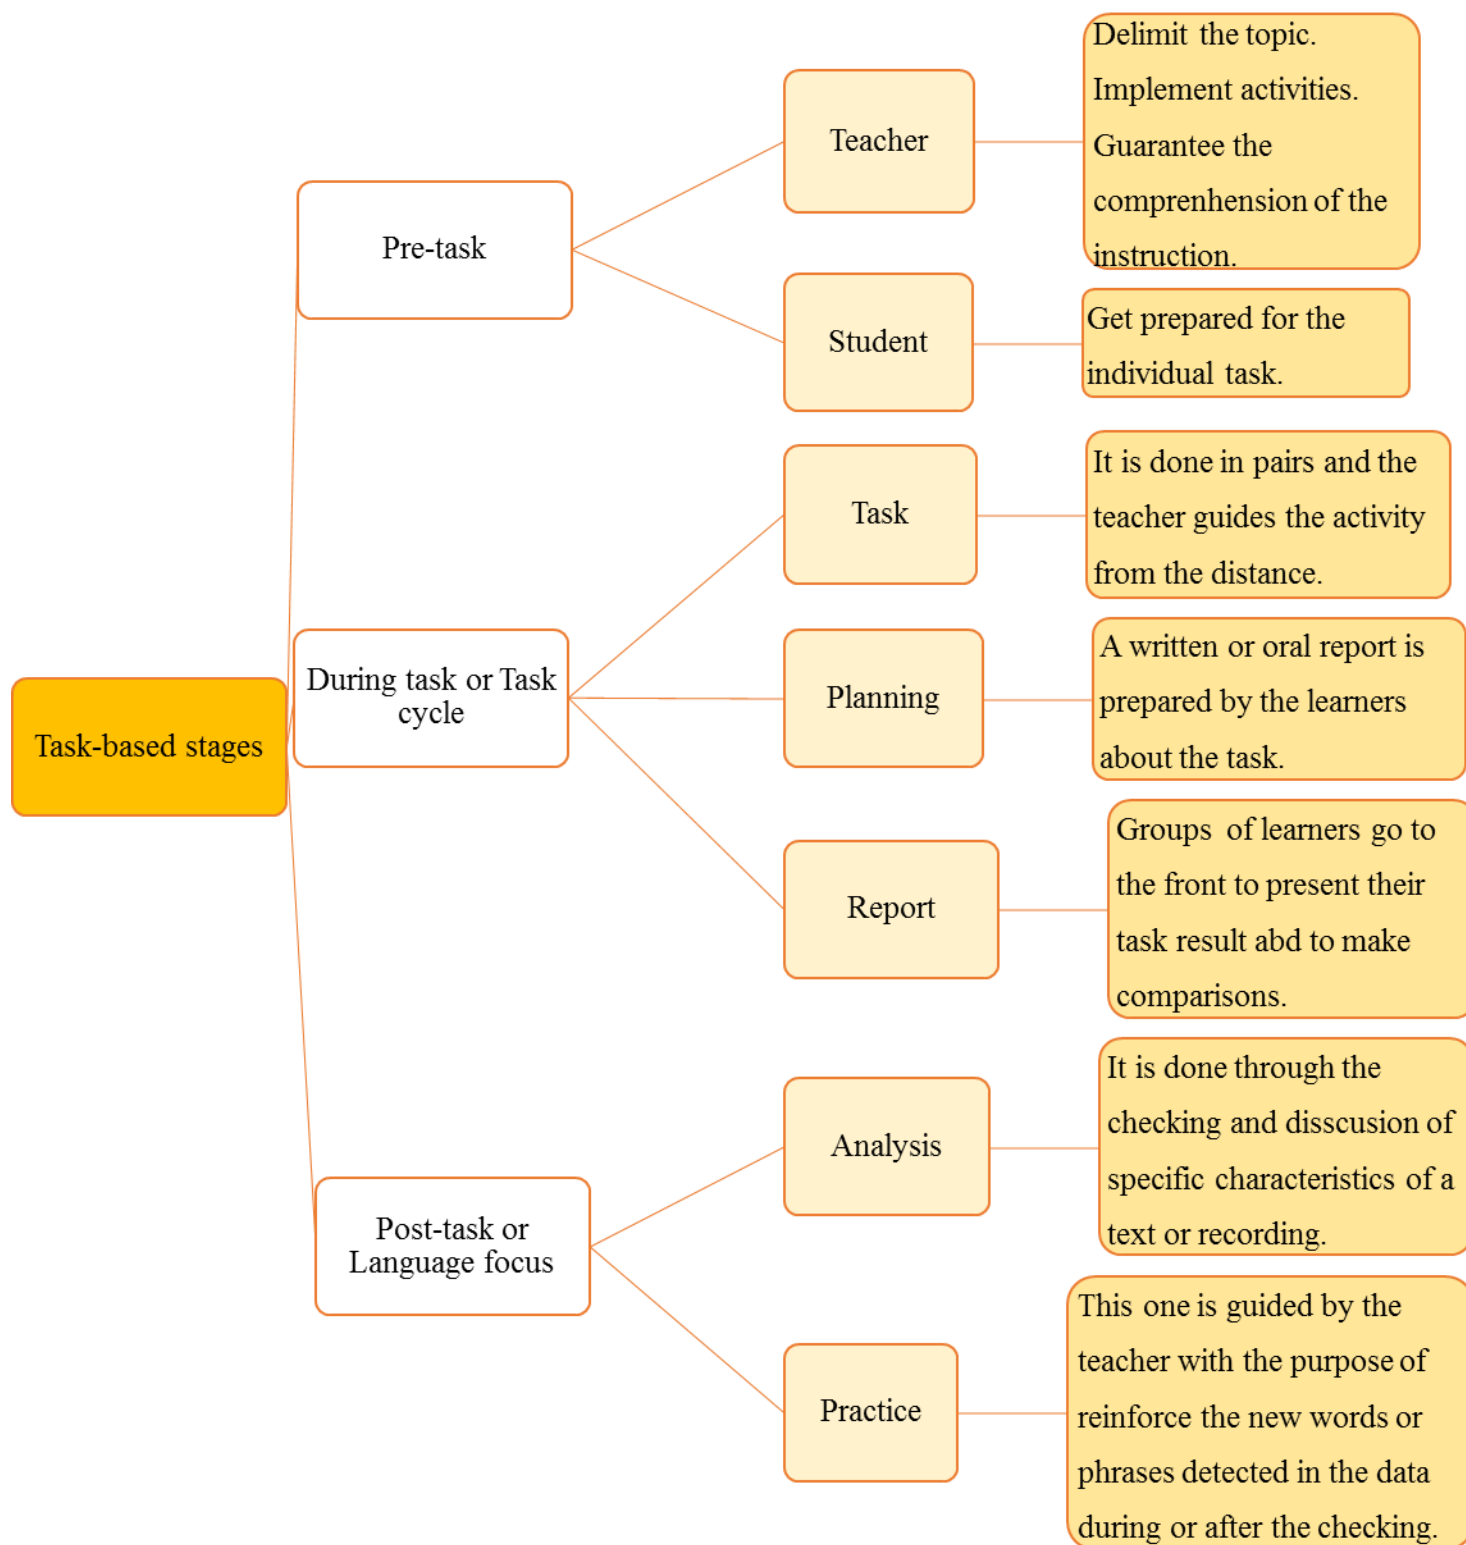 Task-based stages
Pre-task
Teacher
Delimit the topic.
Implement activities.
Guarantee the
comprenhension of the
instruction.
Student
Get prepared for the
individual task.
During task or Task
cycle
Task
It is done in pairs and the
teacher guides the activity
from the distance.
Planning
A written or oral report is
prepared by the learners
about the task.
Report
Groups of learners go to
the front to present their
task result abd to make
comparisons.
Post-task or
Language focus
Analysis
It is done through the
checking and disscusion of
specific characteristics of a
text or recording.
Practice
This one is guided by the
teacher with the purpose of
reinforce the new words or
phrases detected in the data
during or after the checking.